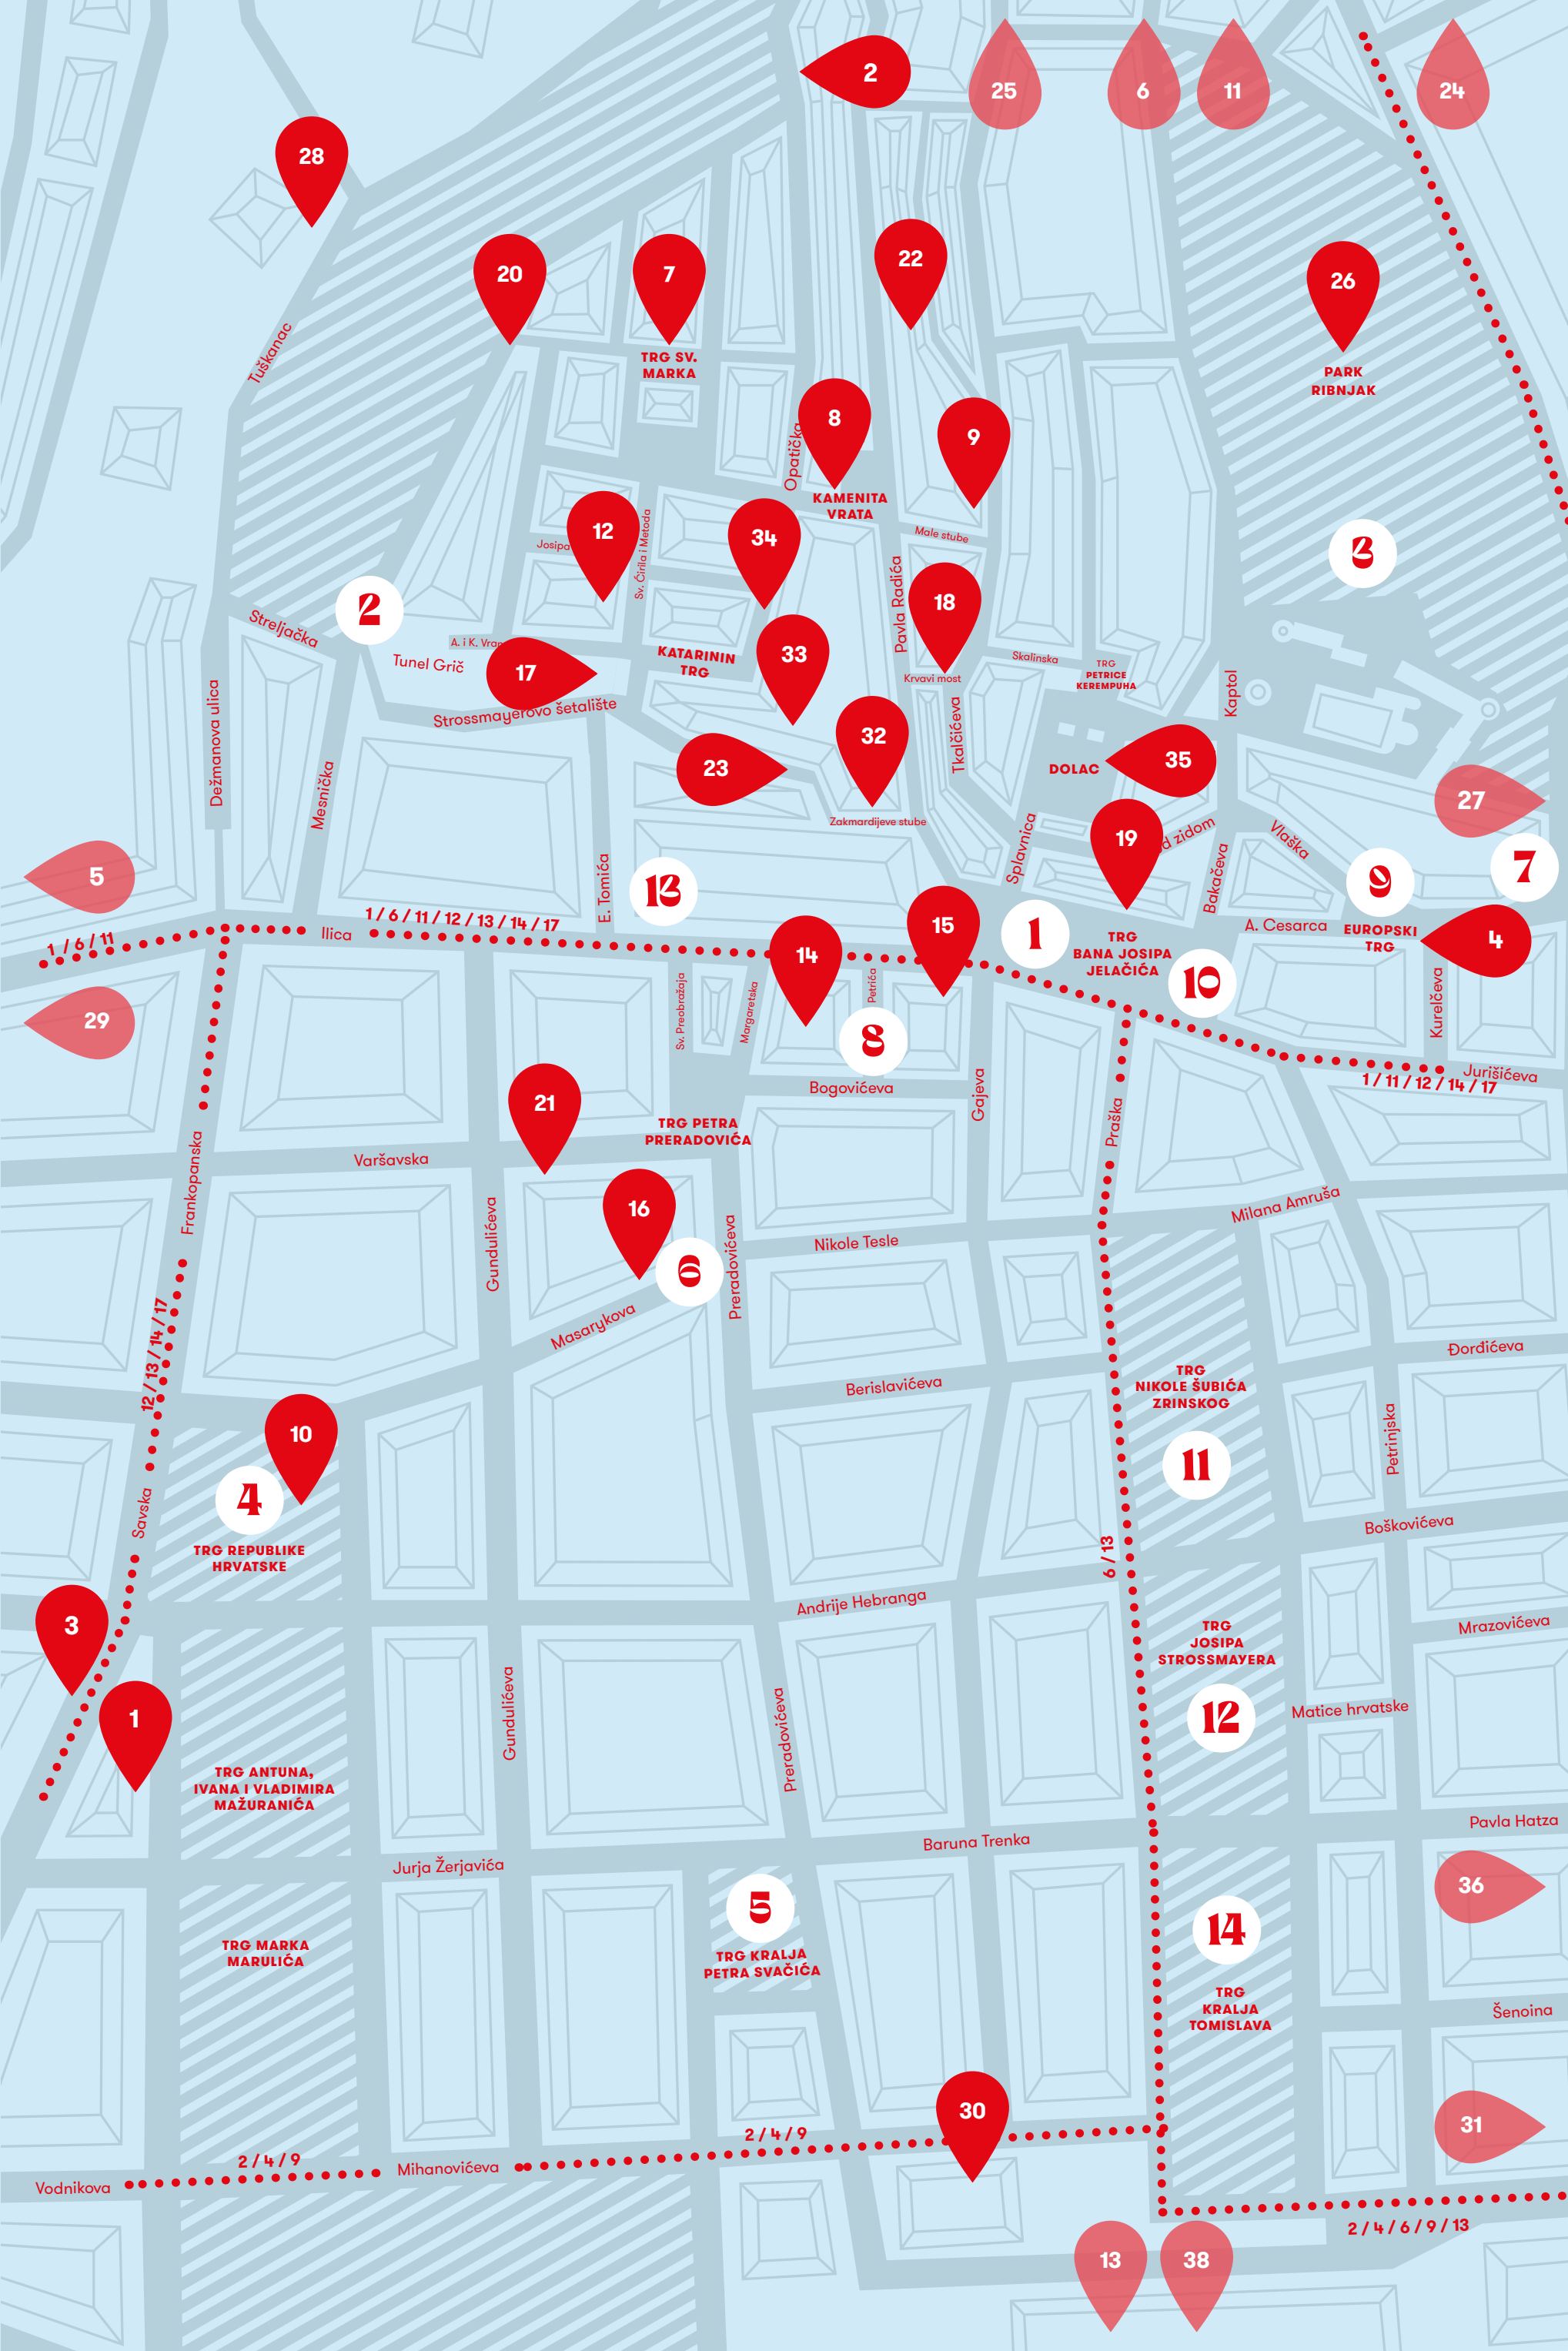 2
25
6
11
24
28
20
7
22
26
TRG SV.
MARKA
PARK
RIBNJAK
Tuškanac
8
9
Opatička
KAMENITA
VRATA
12
34
Josipa
Sv. Ćirila i Metoda
Male stube
3
2
Streljačka
Tunel Grič
A. i K. Vran
17
KATARININ
TRG
33
18
Pavla Radića
Krvavi most
Skalinska
TRG
PETRICE
KEREMPUHA
Kaptol
Strossmayerovo šetalište
Dežmanova ulica
Mesnička
23
32
Tkalčićeva
DOLAC
35
27
Zakmardijeve stube
19
d zidom
Splavnica
Bakačeva
Vlaška
5
E. Tomića
13
15
1
9
7
1 / 6 / 11
Ilica
1 / 6 / 11 / 12 / 13 / 14 / 17
14
TRG
BANA JOSIPA
JELAČIĆA
10
A. Cesarca
EUROPSKI
TRG
4
29
Sv. Preobražaja
Margaretska
Petrića
8
Kurelčeva
Jurišićeva
1 / 11 / 12 / 14 / 17
Bogovićeva
Gajeva
21
TRG PETRA
PRERADOVIĆA
Praška
Varšavska
Frankopanska
Gundulićeva
16
6
Preradovićeva
Nikole Tesle
Milana Amruša
Masarykova
12 / 13 / 14 / 17
Đorđićeva
TRG
NIKOLE ŠUBIĆA
ZRINSKOG
Berislavićeva
10
4
11
Petrinjska
Savska
TRG REPUBLIKE
HRVATSKE
Boškovićeva
6 / 13
Andrije Hebranga
3
TRG
JOSIPA
STROSSMAYERA
Mrazovićeva
1
Gundulićeva
Preradovićeva
12
Matice hrvatske
TRG ANTUNA,
IVANA I VLADIMIRA
MAŽURANIĆA
Pavla Hatza
Baruna Trenka
Jurja Žerjavića
36
5
14
TRG MARKA
MARULIĆA
TRG KRALJA
PETRA SVAČIĆA
TRG
KRALJA
TOMISLAVA
Šenoina
30
31
2 / 4 / 9
2 / 4 / 9
Mihanovićeva
Vodnikova
2 / 4 / 6 / 9 / 13
13
38